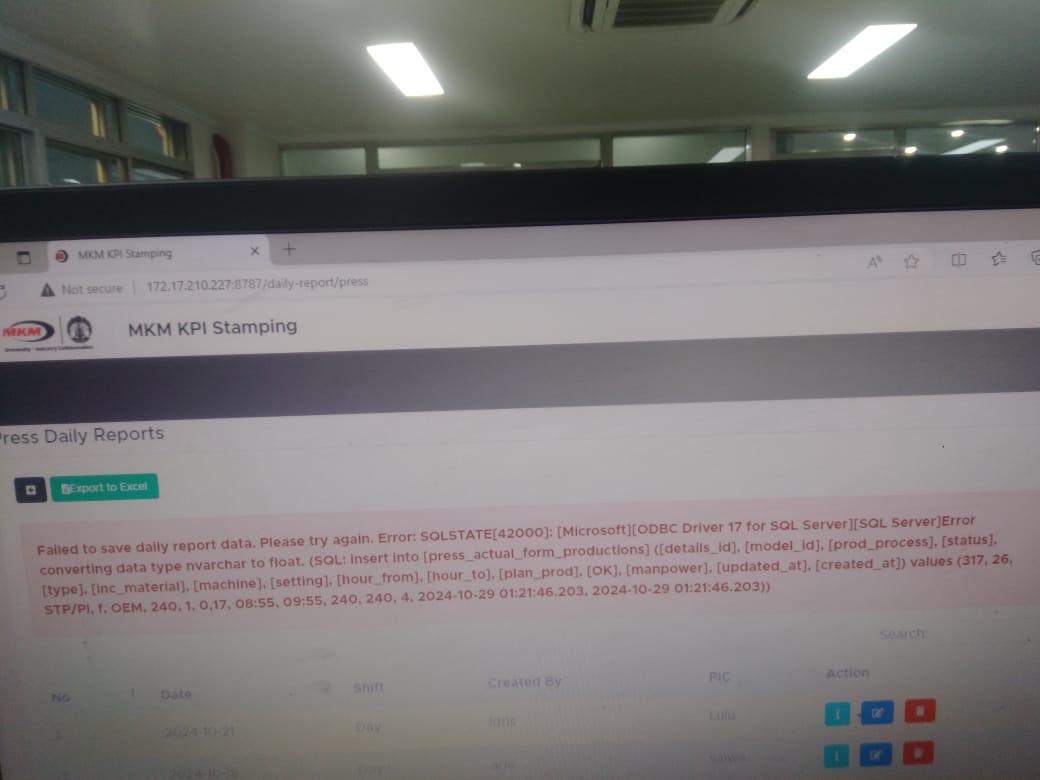 MKM KPI Stamping
Not secure | 172.17.210.227:8787/daily-report/press
MKM
University - Industry Collaboration
MKM KPI Stamping
ress Daily Reports
Export to Excel
Failed to save daily report data. Please try again. Error: SQLSTATE[42000]: [Microsoft][ODBC Driver 17 for SQL Server][SQL Server]Error
converting data type nvarchar to float. (SQL: insert into [press_actual_form_productions] ([details_id], [model_id], [prod_process], [status],
[type], [inc_material], [machine], [setting], [hour_from], [hour_to], [plan_prod], [OK], [manpower], [updated_at], [created_at]) values (317, 26,
STP/PI, f, OEM, 240, 1, 0,17, 08:55, 09:55, 240, 240, 4, 2024-10-29 01:21:46.203, 2024-10-29 01:21:46.203))
Search:
No Date Shift Created By PIC Action
1 2024-10-21 Day Idris Lulu
2024-10-18 Day salwa